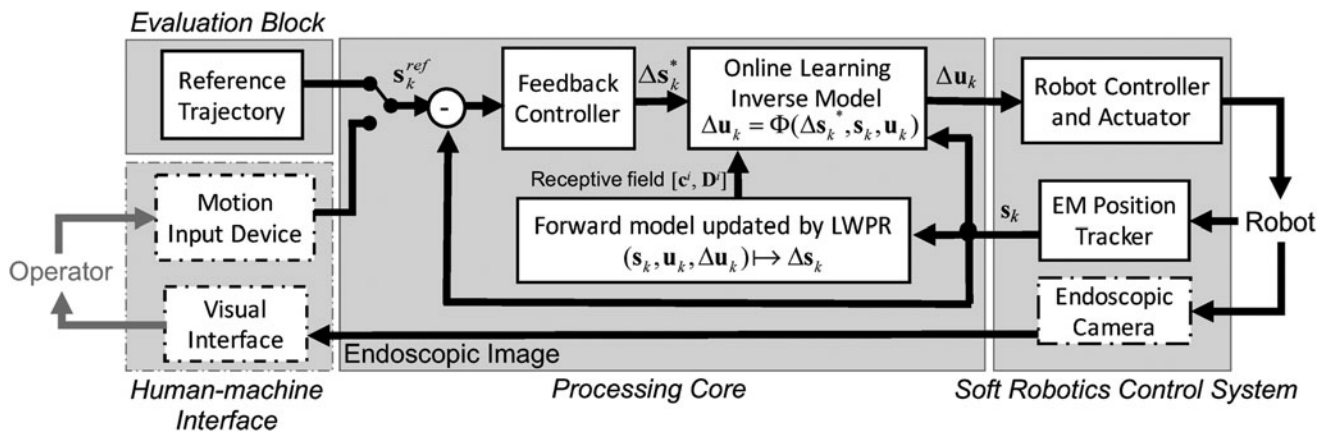 Evaluation Block
Reference
Trajectory
s_k^{ref}
-
Feedback
Controller
Δs_k^*
Online Learning
Inverse Model
Δu_k = Φ(Δs_k^*, s_k, u_k)
Δu_k
Robot Controller
and Actuator
Receptive field [c^i, D^i]
Motion
Input Device
Forward model updated by LWPR
(s_k, u_k, Δu_k) ↦ Δs_k
s_k
EM Position
Tracker
Robot
Operator
Visual
Interface
Endoscopic
Camera
Endoscopic Image
Human-machine
Interface
Processing Core
Soft Robotics Control System